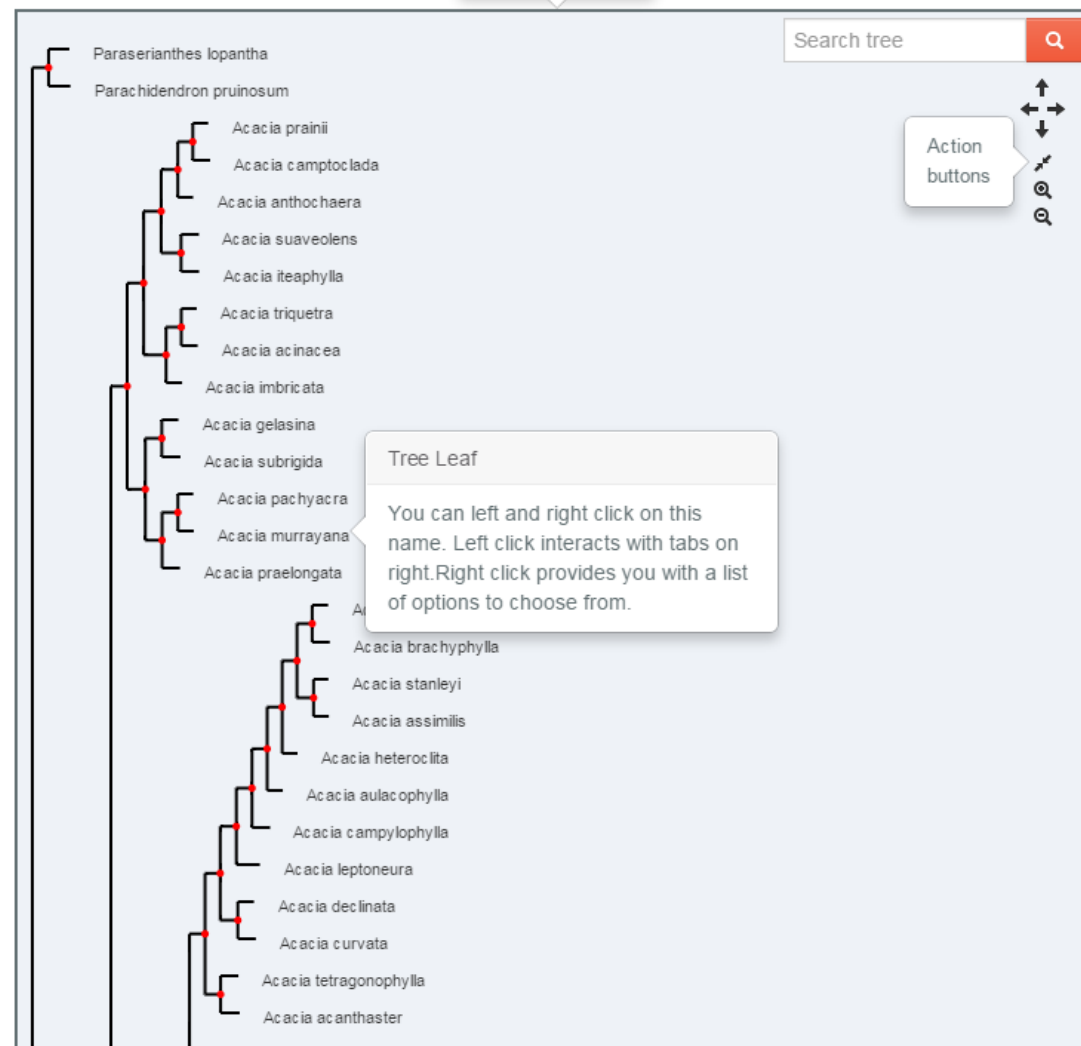 Search tree
Paraserianthes lopantha
Parachidendron pruinosum
Acacia prainii
Action
buttons
Acacia camptoclada
Acacia anthochaera
Acacia suaveolens
Acacia iteaphylla
Acacia triquetra
Acacia acinacea
Acacia imbricata
Acacia gelasina
Acacia subrigida
Tree Leaf
Acacia pachyacra
Acacia murrayana
Acacia praelongata
You can left and right click on this
name. Left click interacts with tabs on
right.Right click provides you with a list
of options to choose from.
Acacia brachyphylla
Acacia stanleyi
Acacia assimilis
Acacia heteroclita
Acacia aulacophylla
Acacia campylophylla
Acacia leptoneura
Acacia declinata
Acacia curvata
Acacia tetragonophylla
Acacia acanthaster